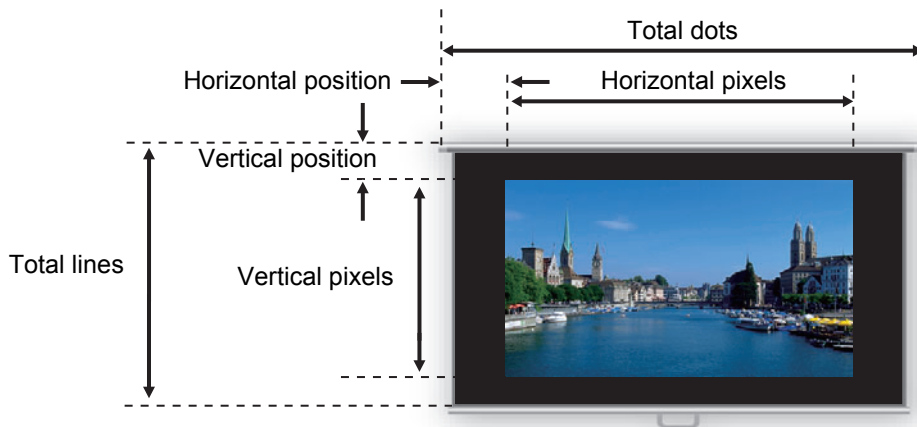 Total dots
Horizontal position
Horizontal pixels
Vertical position
Total lines
Vertical pixels